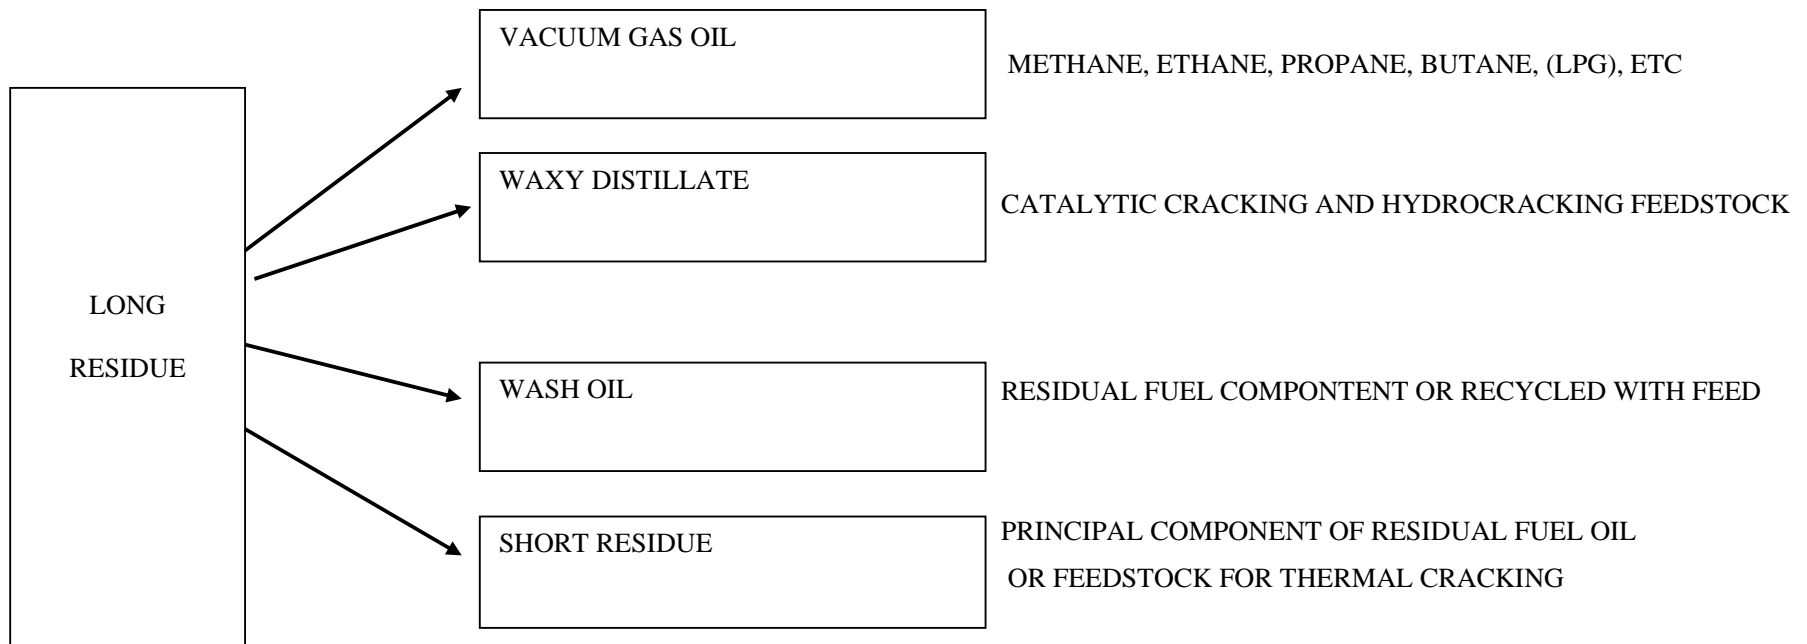 VACUUM GAS OIL
METHANE, ETHANE, PROPANE, BUTANE, (LPG), ETC
WAXY DISTILLATE
CATALYTIC CRACKING AND HYDROCRACKING FEEDSTOCK
LONG
RESIDUE
WASH OIL
RESIDUAL FUEL COMPONTENT OR RECYCLED WITH FEED
SHORT RESIDUE
PRINCIPAL COMPONENT OF RESIDUAL FUEL OIL
OR FEEDSTOCK FOR THERMAL CRACKING